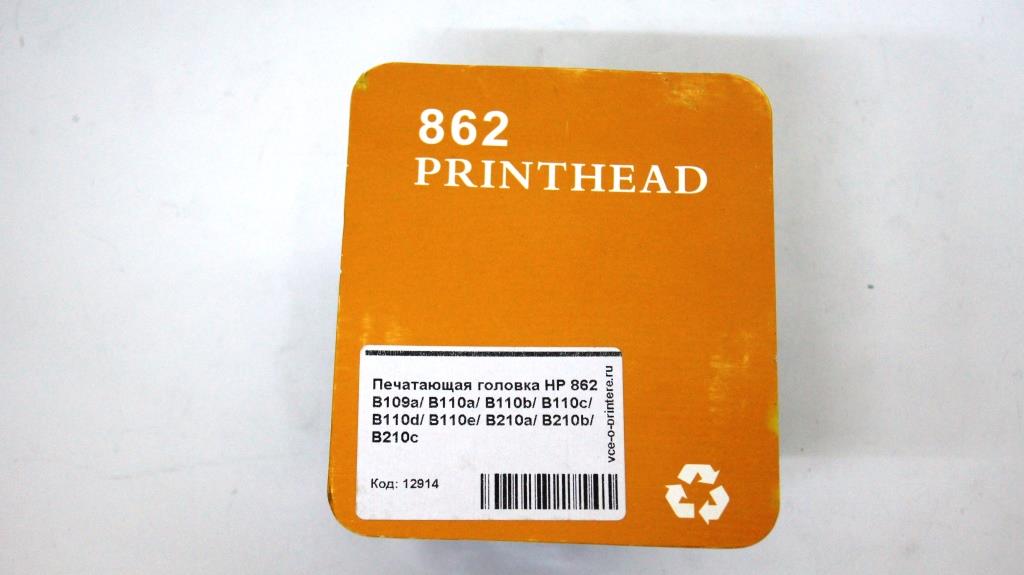 862
PRINTHEAD
Печатающая головка HP 862
B109a/ B110a/ B110b/ B110c/
B110d/ B110e/ B210a/ B210b/
B210c
Код: 12914
vce-o-printere.ru